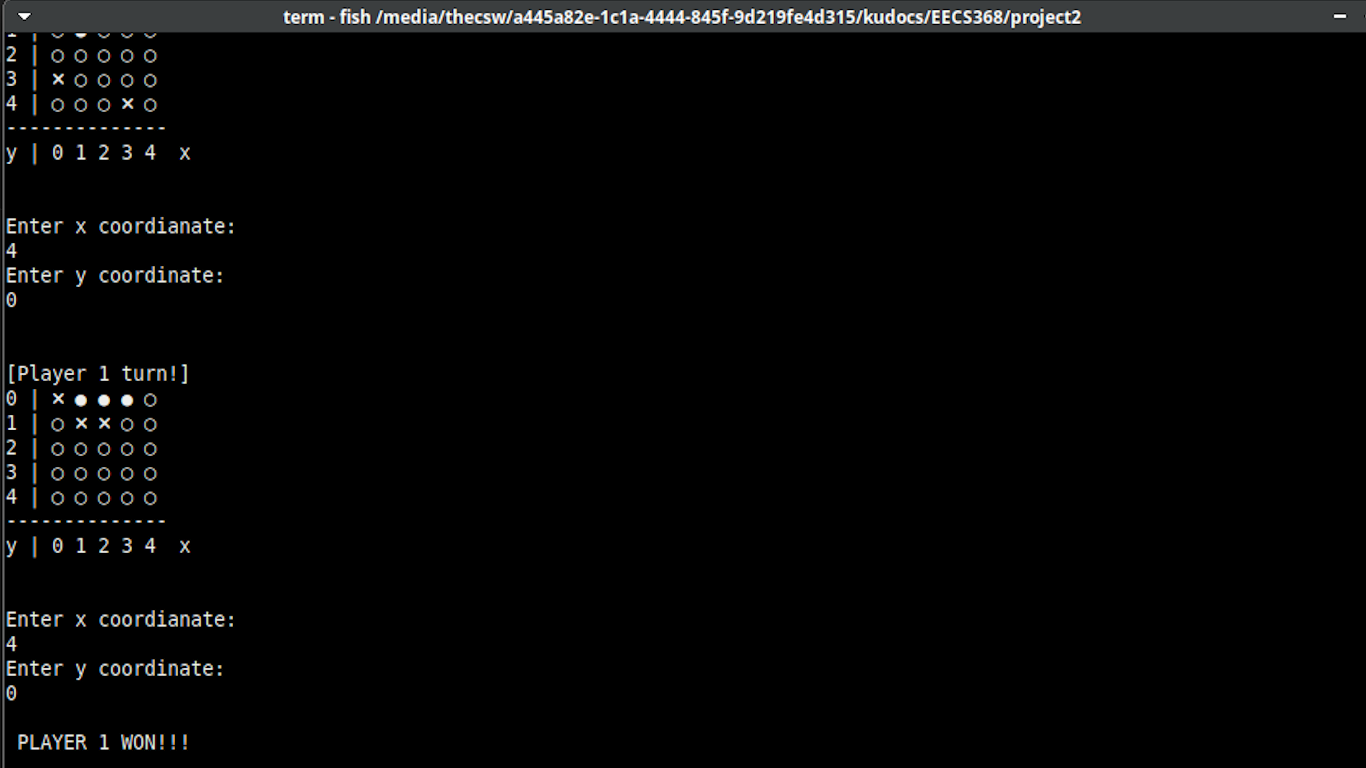 term - fish /media/thecsw/a445a82e-1c1a-4444-845f-9d219fe4d315/kudocs/EECS368/project2
1 | ○ ● ○ ○ ○
2 | ○ ○ ○ ○ ○
3 | × ○ ○ ○ ○
4 | ○ ○ ○ × ○
--------------
y | 0 1 2 3 4  x
Enter x coordianate:
4
Enter y coordinate:
0
[Player 1 turn!]
0 | × ● ● ● ○
1 | ○ × × ○ ○
2 | ○ ○ ○ ○ ○
3 | ○ ○ ○ ○ ○
4 | ○ ○ ○ ○ ○
--------------
y | 0 1 2 3 4  x
Enter x coordianate:
4
Enter y coordinate:
0
PLAYER 1 WON!!!